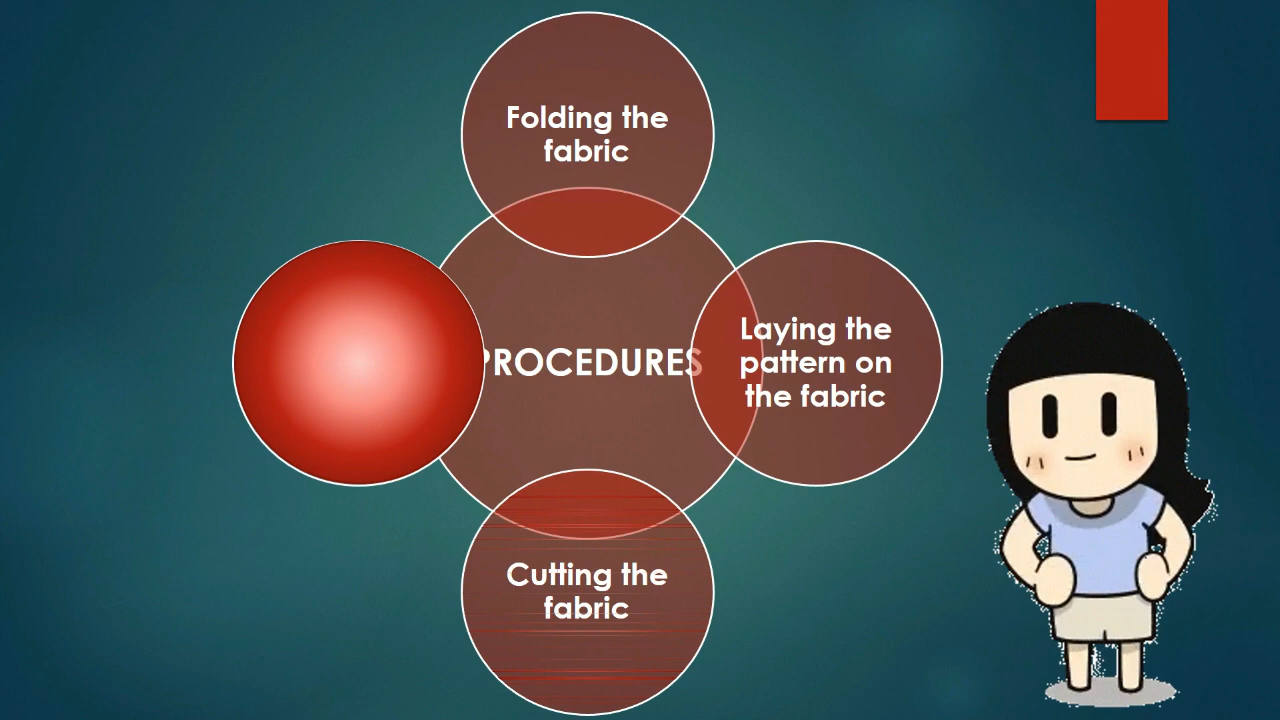 Folding the
fabric
PROCEDURES
Laying the
pattern on
the fabric
Cutting the
fabric